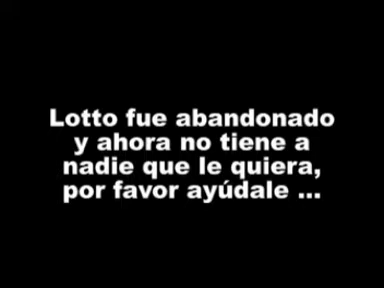 Lotto fue abandonado
y ahora no tiene a
nadie que le quiera,
por favor ayúdale ...